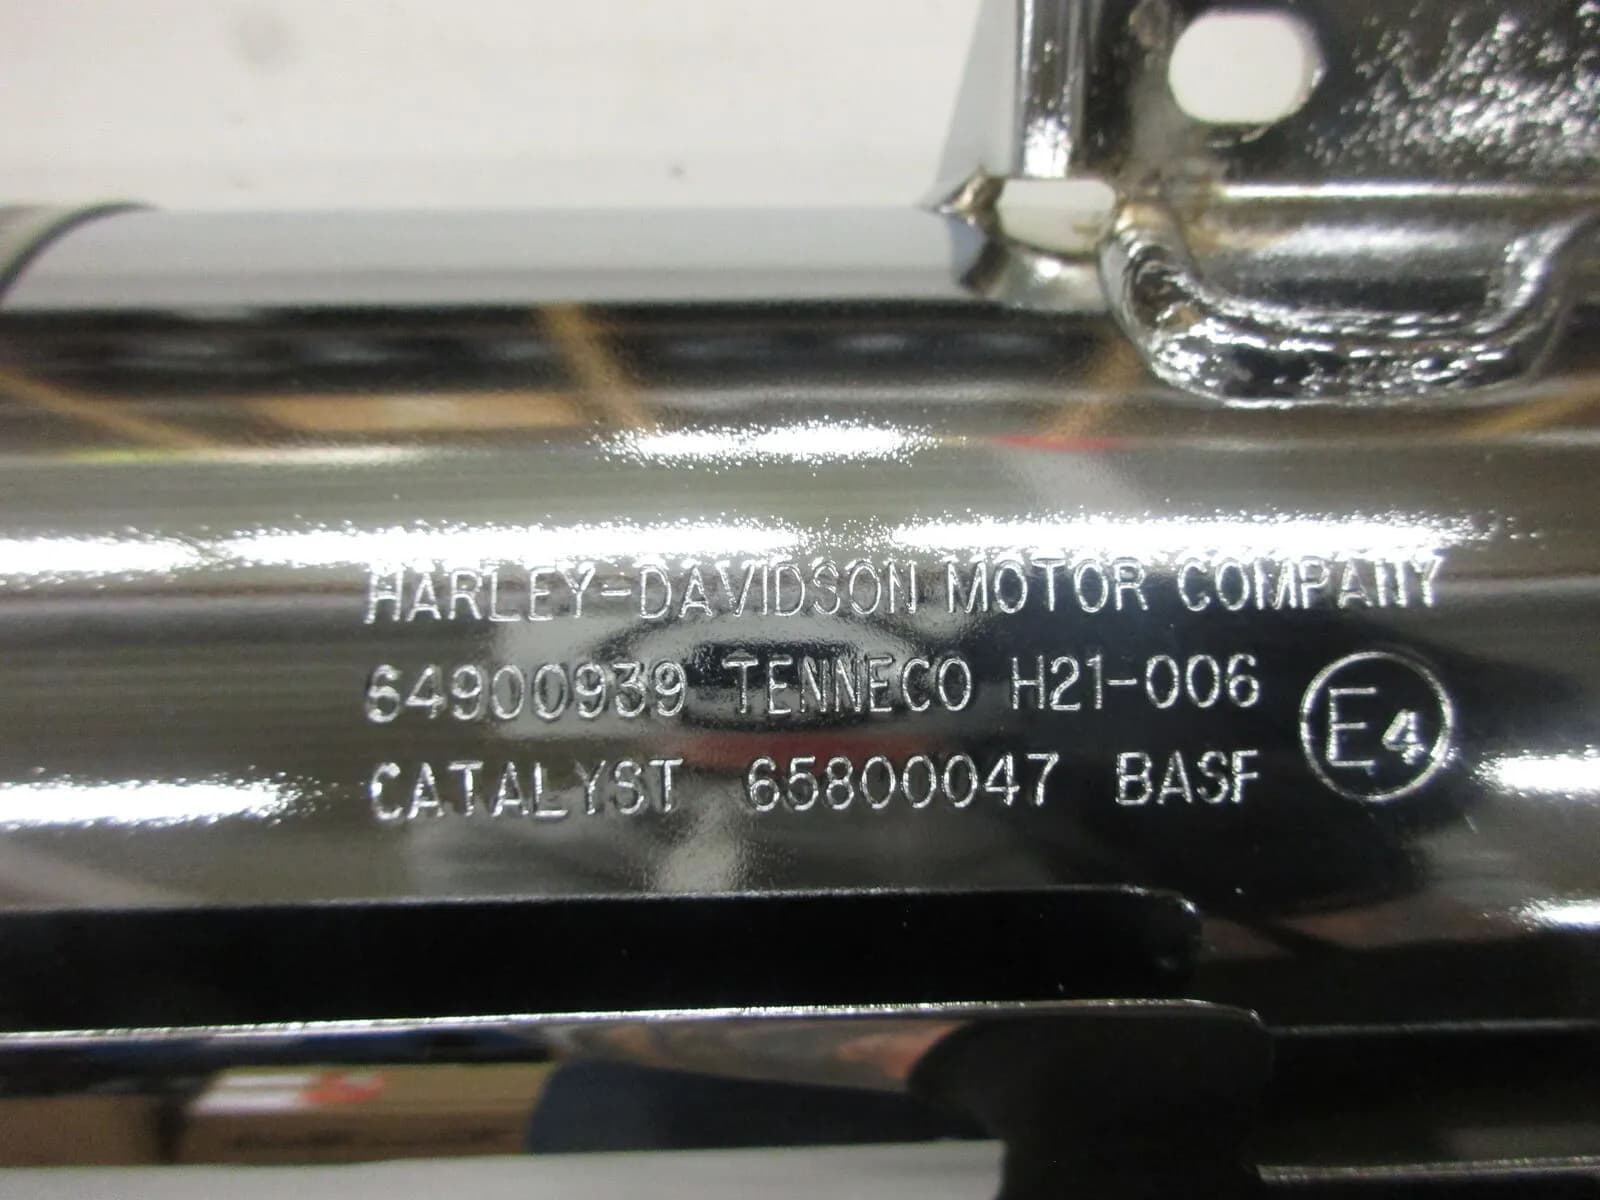 HARLEY-DAVIDSON MOTOR COMPANY
64900939 TENNECO H21-006 E4
CATALYST 65800047 BASF